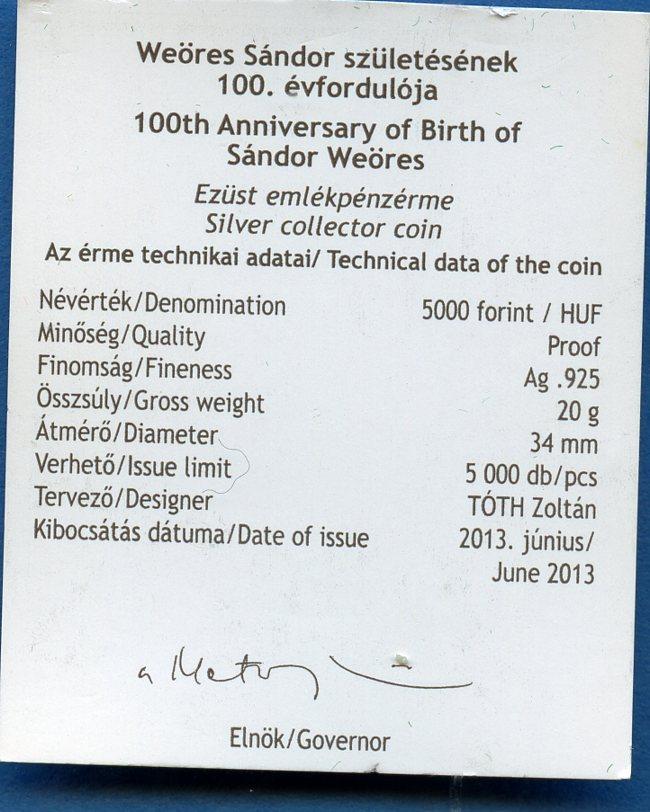 Weöres Sándor születésének
100. évfordulója
100th Anniversary of Birth of
Sándor Weöres
Ezüst emlékpénzérme
Silver collector coin
Az érme technikai adatai/ Technical data of the coin
Névérték/Denomination 5000 forint / HUF
Minőség/Quality Proof
Finomság/Fineness Ag .925
Összsúly/Gross weight 20 g
Átmérő/Diameter 34 mm
Verhető/Issue limit 5 000 db/pcs
Tervező/Designer TÓTH Zoltán
Kibocsátás dátuma/Date of issue 2013. június/
June 2013
Elnök/Governor